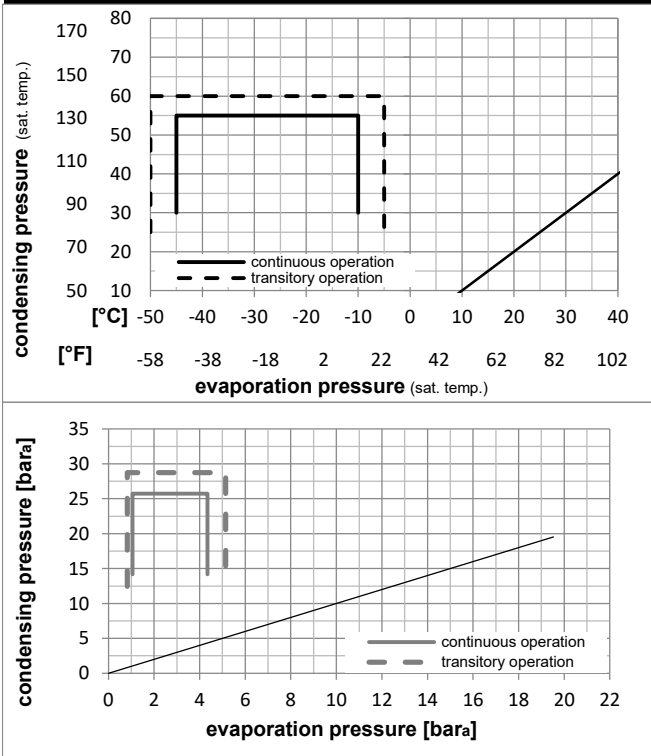 condensing pressure (sat. temp.)
170
150
130
110
90
70
50
80
70
60
50
40
30
20
10
continuous operation
transitory operation
[°C] -50 -40 -30 -20 -10 0 10 20 30 40
[°F] -58 -38 -18 2 22 42 62 82 102
evaporation pressure (sat. temp.)
condensing pressure [bara]
35
30
25
20
15
10
5
0
continuous operation
transitory operation
0 2 4 6 8 10 12 14 16 18 20 22
evaporation pressure [bara]